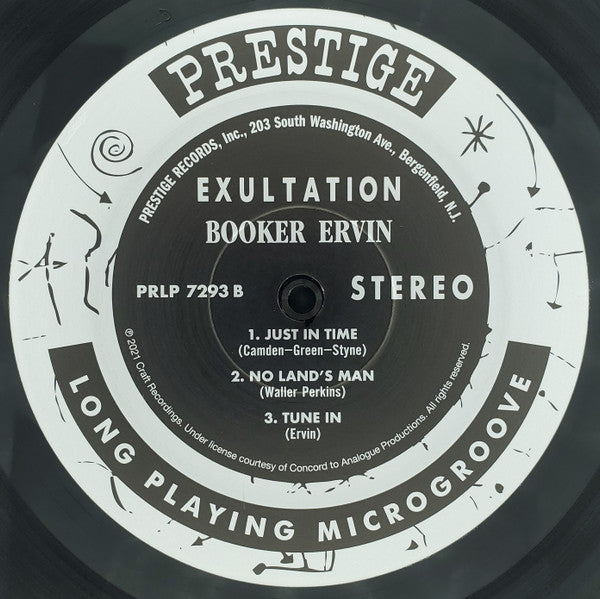 PRESTIGE
PRESTIGE RECORDS, Inc., 203 South Washington Ave., Bergenfield, N.J.
EXULTATION
BOOKER ERVIN
PRLP 7293 B
STEREO
1. JUST IN TIME
(Camden–Green–Styne)
2. NO LAND'S MAN
(Waller Perkins)
3. TUNE IN
(Ervin)
℗ 2021 Craft Recordings. Under license courtesy of Concord to Analogue Productions. All rights reserved.
LONG PLAYING MICROGROOVE